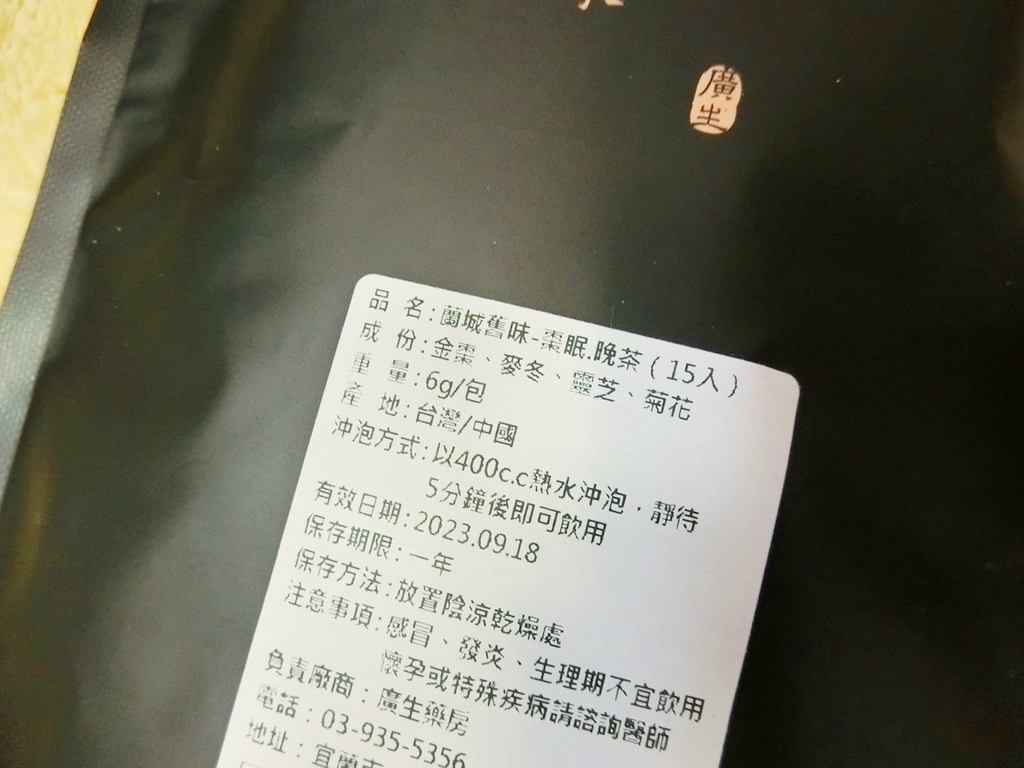 廣生
品 名:蘭城舊味-棗眠.晚茶(15入)
成 份:金棗、麥冬、靈芝、菊花
重 量:6g/包
產 地:台灣/中國
沖泡方式:以400c.c熱水沖泡,靜待
5分鐘後即可飲用
有效日期:2023.09.18
保存期限:一年
保存方法:放置陰涼乾燥處
注意事項:感冒、發炎、生理期不宜飲用
懷孕或特殊疾病請諮詢醫師
負責廠商:廣生藥房
電話:03-935-5356
地址:宜蘭市